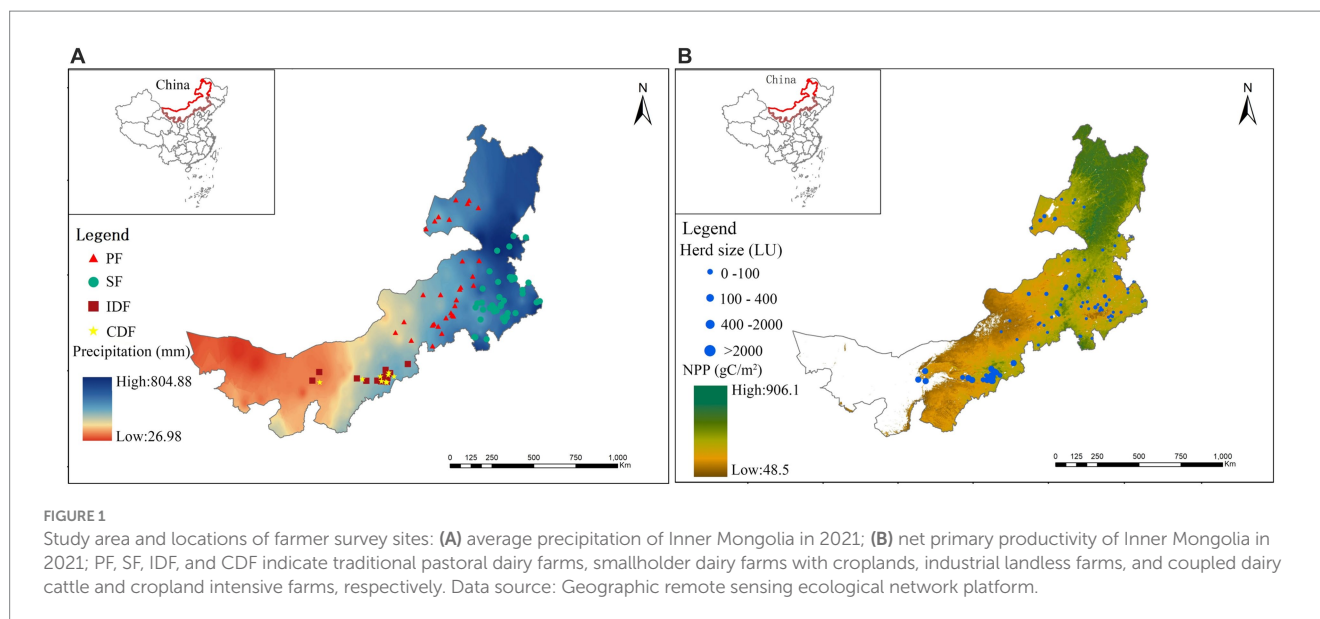 A
China
N
Legend
PF
SF
IDF
CDF
Precipitation (mm)
High:804.88
Low:26.98
0 125 250 500 750 1,000
Km
B
China
N
Legend
Herd size (LU)
0 -100
100 - 400
400 -2000
>2000
NPP (gC/m²)
High:906.1
Low:48.5
0 125 250 500 750 1,000
Km
FIGURE 1
Study area and locations of farmer survey sites: (A) average precipitation of Inner Mongolia in 2021; (B) net primary productivity of Inner Mongolia in
2021; PF, SF, IDF, and CDF indicate traditional pastoral dairy farms, smallholder dairy farms with croplands, industrial landless farms, and coupled dairy
cattle and cropland intensive farms, respectively. Data source: Geographic remote sensing ecological network platform.